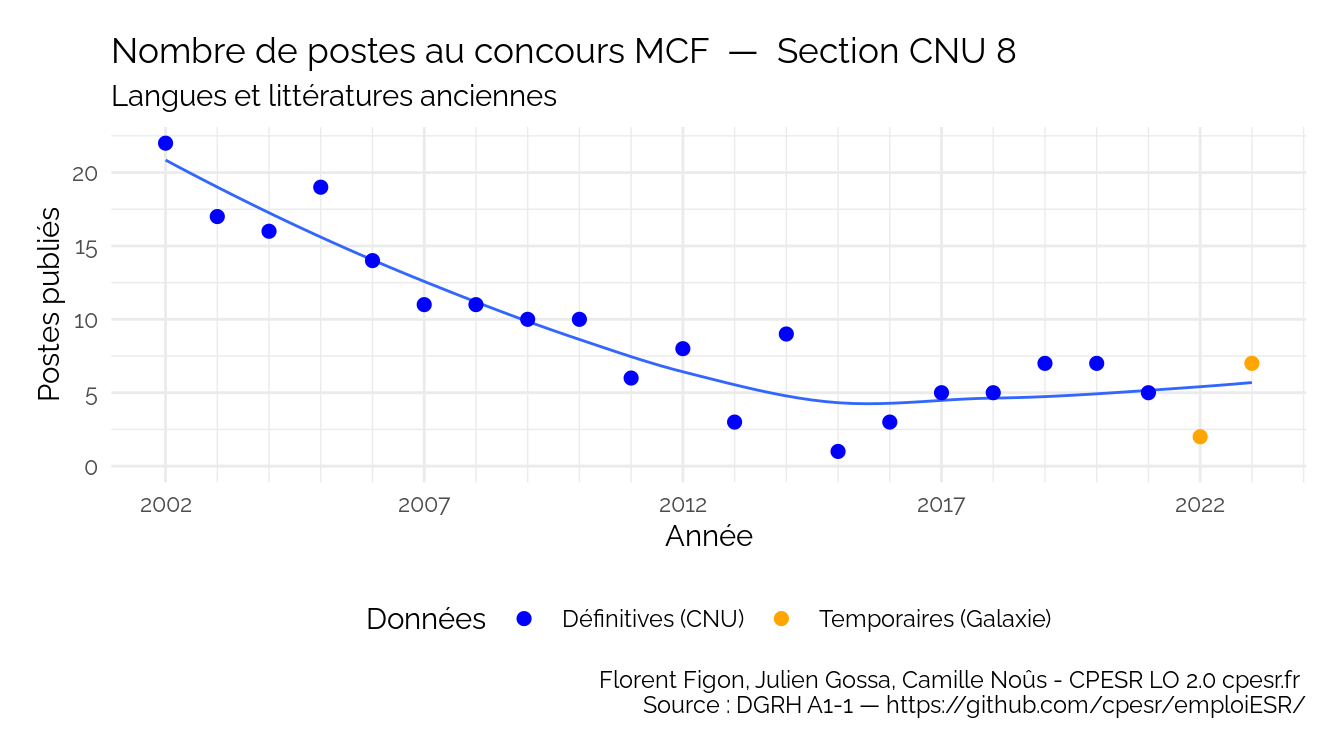 Nombre de postes au concours MCF — Section CNU 8
Langues et littératures anciennes
Postes publiés
20
15
10
5
0
2002 2007 2012 2017 2022
Année
Données Définitives (CNU) Temporaires (Galaxie)
Florent Figon, Julien Gossa, Camille Noûs - CPESR LO 2.0 cpesr.fr
Source : DGRH A1-1 — https://github.com/cpesr/emploiESR/